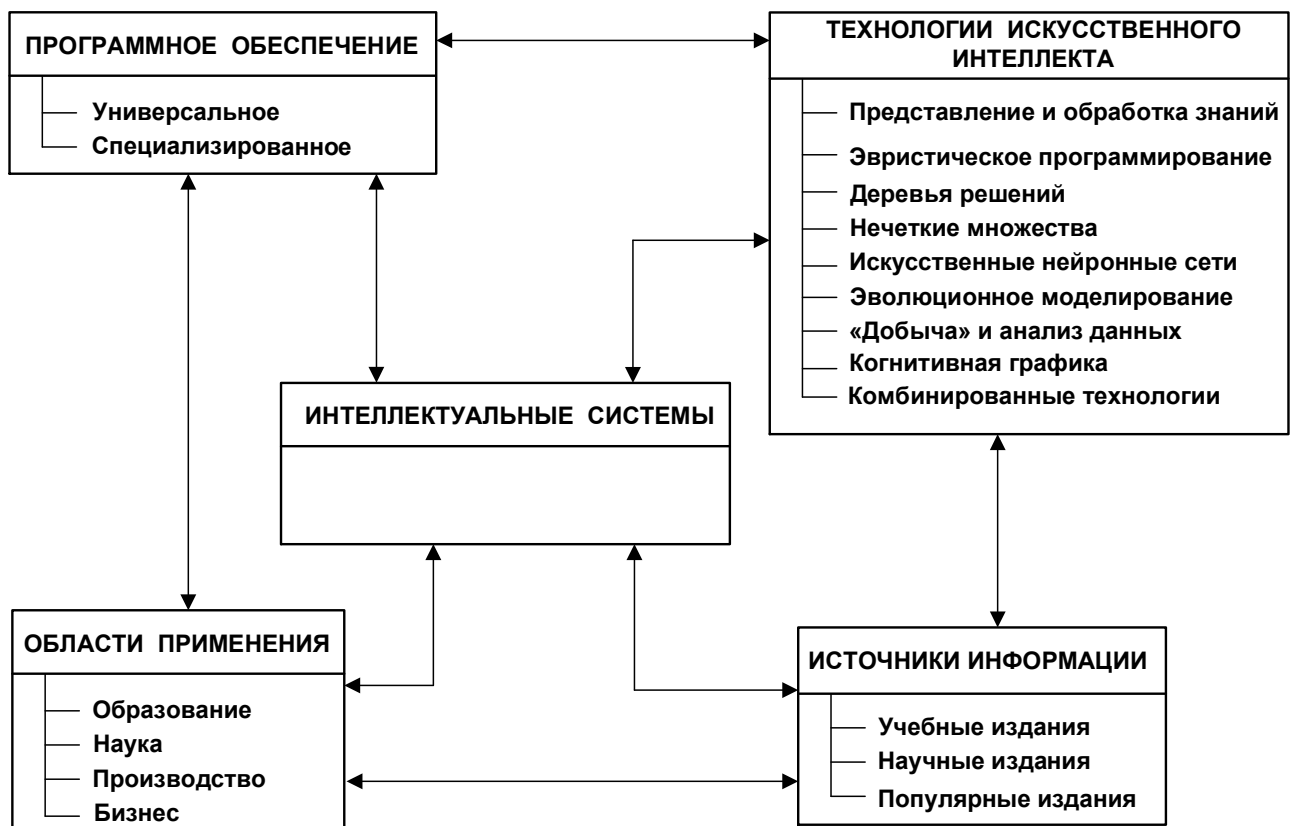 ПРОГРАММНОЕ ОБЕСПЕЧЕНИЕ
Универсальное
Специализированное
ТЕХНОЛОГИИ ИСКУССТВЕННОГО
ИНТЕЛЛЕКТА
Представление и обработка знаний
Эвристическое программирование
Деревья решений
Нечеткие множества
Искусственные нейронные сети
Эволюционное моделирование
«Добыча» и анализ данных
Когнитивная графика
Комбинированные технологии
ИНТЕЛЛЕКТУАЛЬНЫЕ СИСТЕМЫ
ОБЛАСТИ ПРИМЕНЕНИЯ
Образование
Наука
Производство
Бизнес
ИСТОЧНИКИ ИНФОРМАЦИИ
Учебные издания
Научные издания
Популярные издания